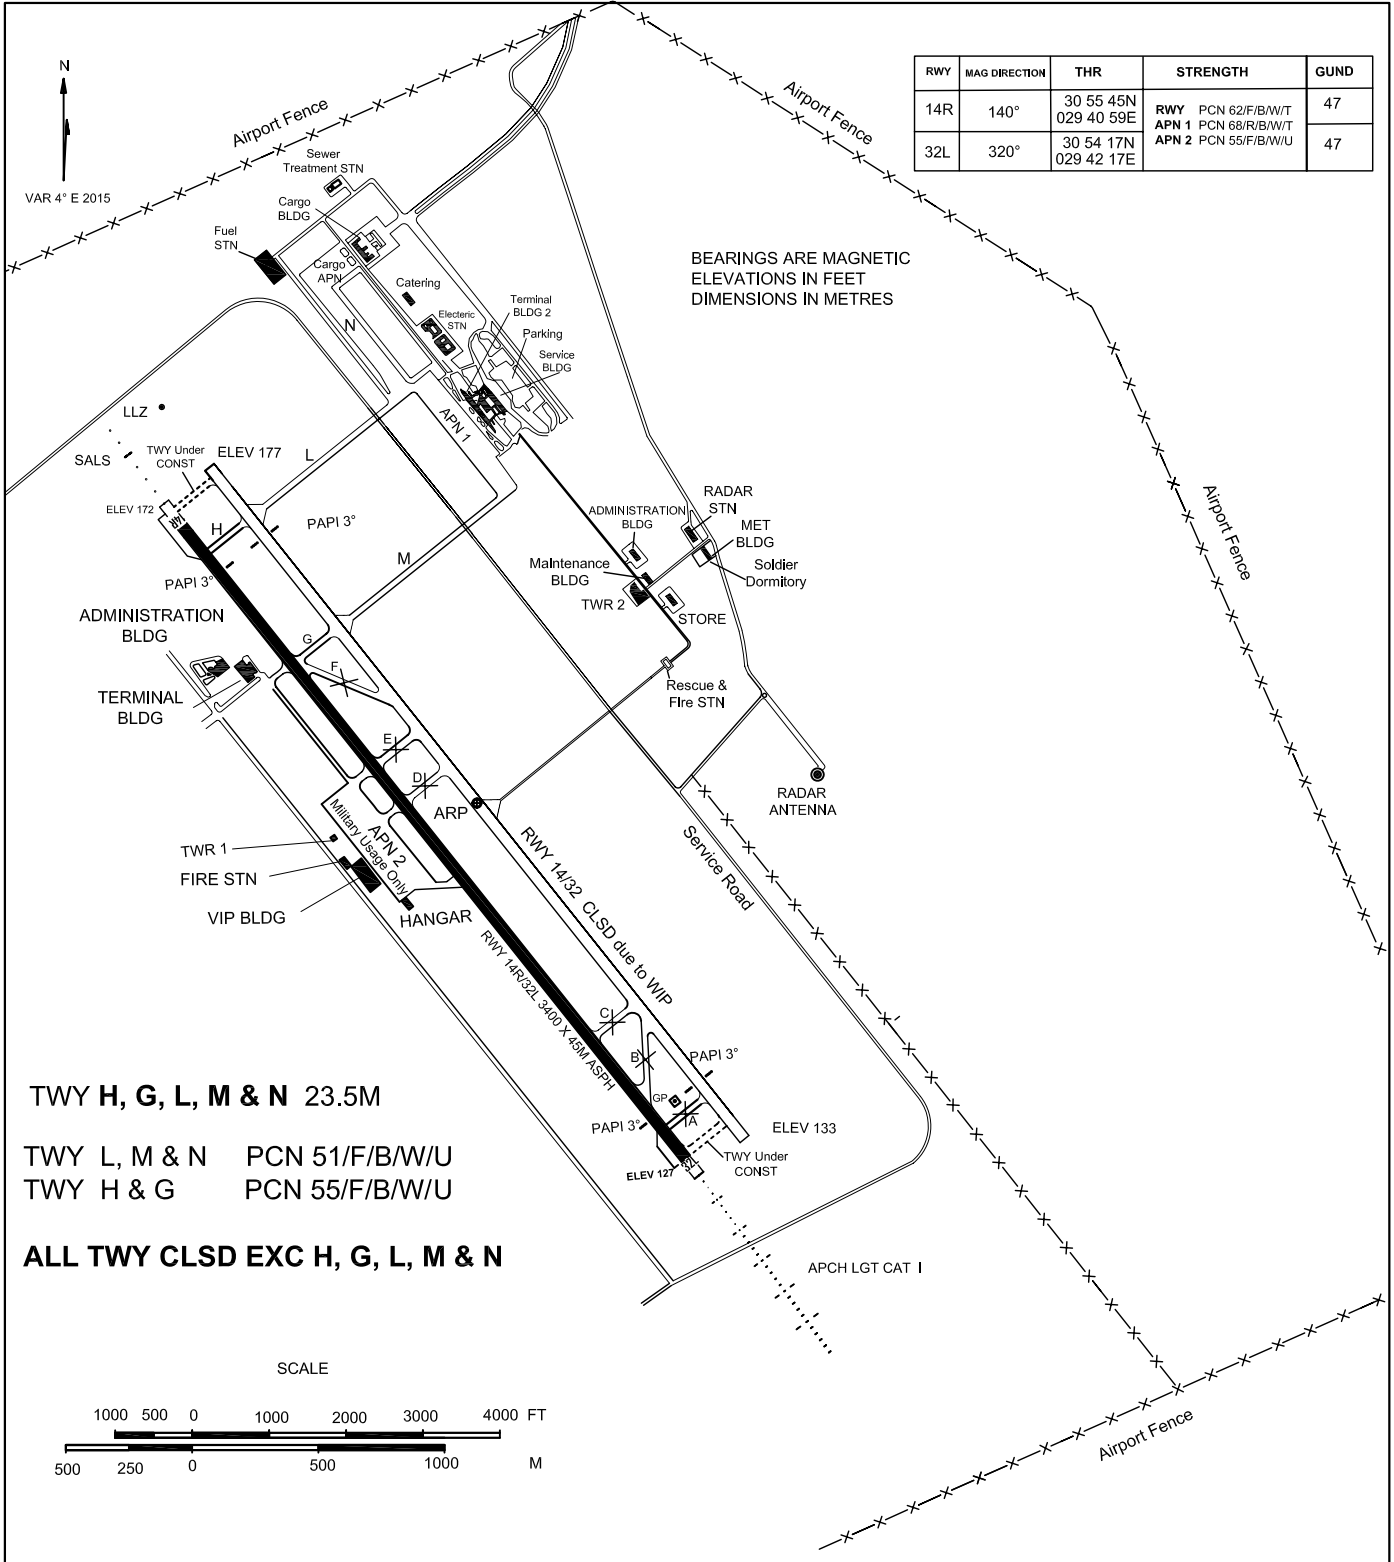 N
VAR 4° E 2015
Airport Fence
Airport Fence
RWY MAG DIRECTION THR STRENGTH GUND
14R 140° 30 55 45N 029 40 59E
RWY PCN 62/F/B/W/T
APN 1 PCN 68/R/B/W/T
APN 2 PCN 55/F/B/W/U
47
32L 320° 30 54 17N 029 42 17E
47
Sewer
Treatment STN
Cargo
BLDG
Fuel
STN
Cargo
APN
Catering
N
Electeric
STN
Terminal
BLDG 2
Parking
Service
BLDG
BEARINGS ARE MAGNETIC
ELEVATIONS IN FEET
DIMENSIONS IN METRES
LLZ
SALS
TWY Under
CONST
ELEV 177
L
APN 1
ELEV 172
14R
H
PAPI 3°
M
PAPI 3°
ADMINISTRATION
BLDG
RADAR
STN
MET
BLDG
Soldier
Dormitory
Maintenance
BLDG
TWR 2
STORE
Airport Fence
ADMINISTRATION
BLDG
G
F
TERMINAL
BLDG
Rescue &
Fire STN
E
D
ARP
RADAR
ANTENNA
TWR 1
FIRE STN
VIP BLDG
APN 2
Military Usage Only
HANGAR
RWY 14/32 CLSD due to WIP
Service Road
RWY 14R/32L 3400 X 45M ASPH
C
B
PAPI 3°
GP
A
PAPI 3°
ELEV 133
TWY Under
CONST
ELEV 127
32L
TWY H, G, L, M & N 23.5M
TWY L, M & N PCN 51/F/B/W/U
TWY H & G PCN 55/F/B/W/U
ALL TWY CLSD EXC H, G, L, M & N
APCH LGT CAT I
Airport Fence
SCALE
1000 500 0 1000 2000 3000 4000 FT
500 250 0 500 1000 M